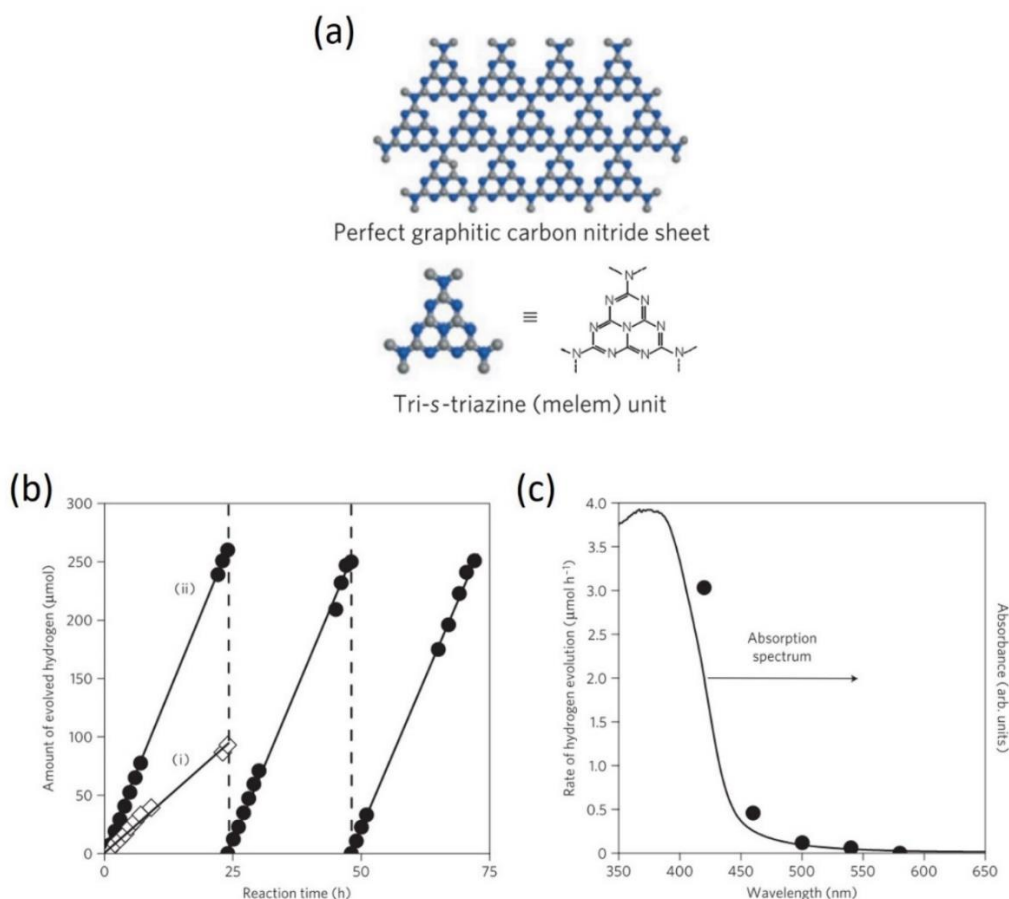 (a)
Perfect graphitic carbon nitride sheet
≡
N
N N
N N N
N N N N
Tri-s-triazine (melem) unit
(b)
300
250
200
150
100
50
0
Amount of evolved hydrogen (μmol)
(ii)
(i)
0 25 50 75
Reaction time (h)
(c)
4.0
3.5
3.0
2.5
2.0
1.5
1.0
0.5
0
Rate of hydrogen evolution (μmol h⁻¹)
Absorption
spectrum
Absorbance (arb. units)
350 400 450 500 550 600 650
Wavelength (nm)